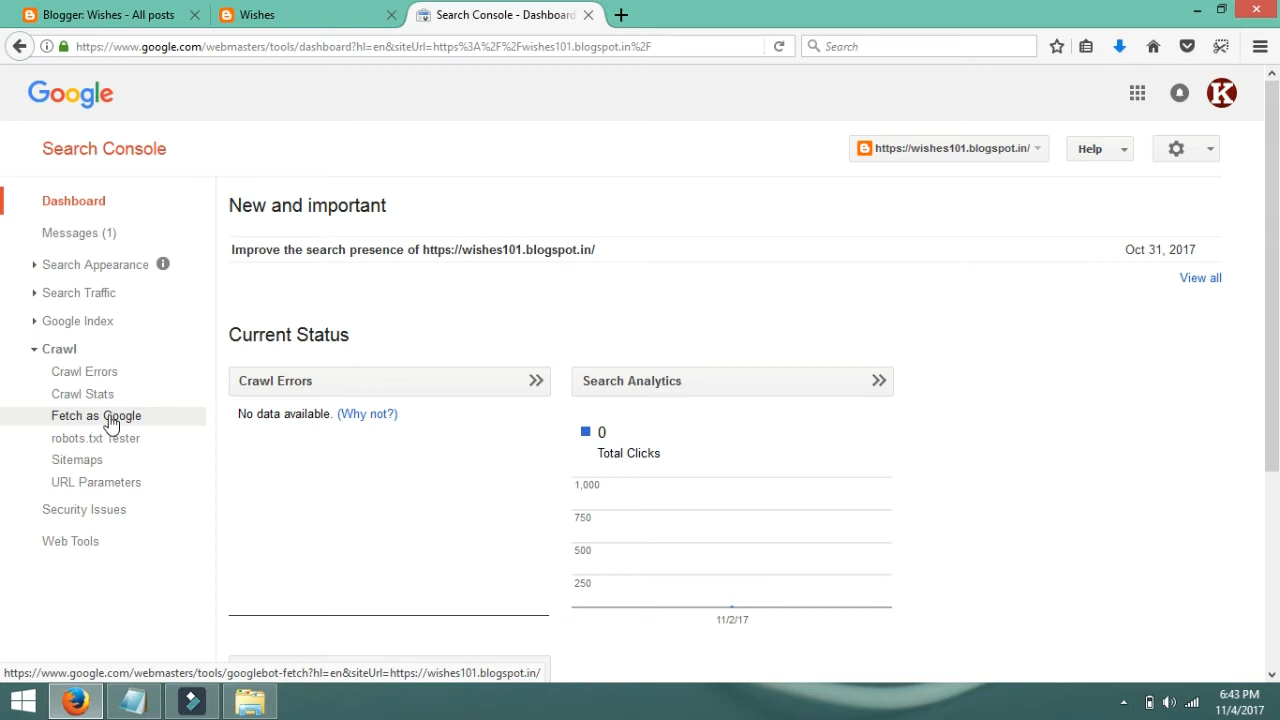 Blogger: Wishes - All posts
Wishes
Search Console - Dashboard
https://www.google.com/webmasters/tools/dashboard?hl=en&siteUrl=https%3A%2F%2Fwishes101.blogspot.in%2F
Search
Google
K
Search Console
https://wishes101.blogspot.in/
Help
Dashboard
Messages (1)
Search Appearance
Search Traffic
Google Index
Crawl
Crawl Errors
Crawl Stats
Fetch as Google
robots.txt Tester
Sitemaps
URL Parameters
Security Issues
Web Tools
New and important
Improve the search presence of https://wishes101.blogspot.in/
Oct 31, 2017
View all
Current Status
Crawl Errors
No data available. (Why not?)
Search Analytics
0
Total Clicks
1,000
750
500
250
11/2/17
https://www.google.com/webmasters/tools/googlebot-fetch?hl=en&siteUrl=https://wishes101.blogspot.in/
6:43 PM
11/4/2017